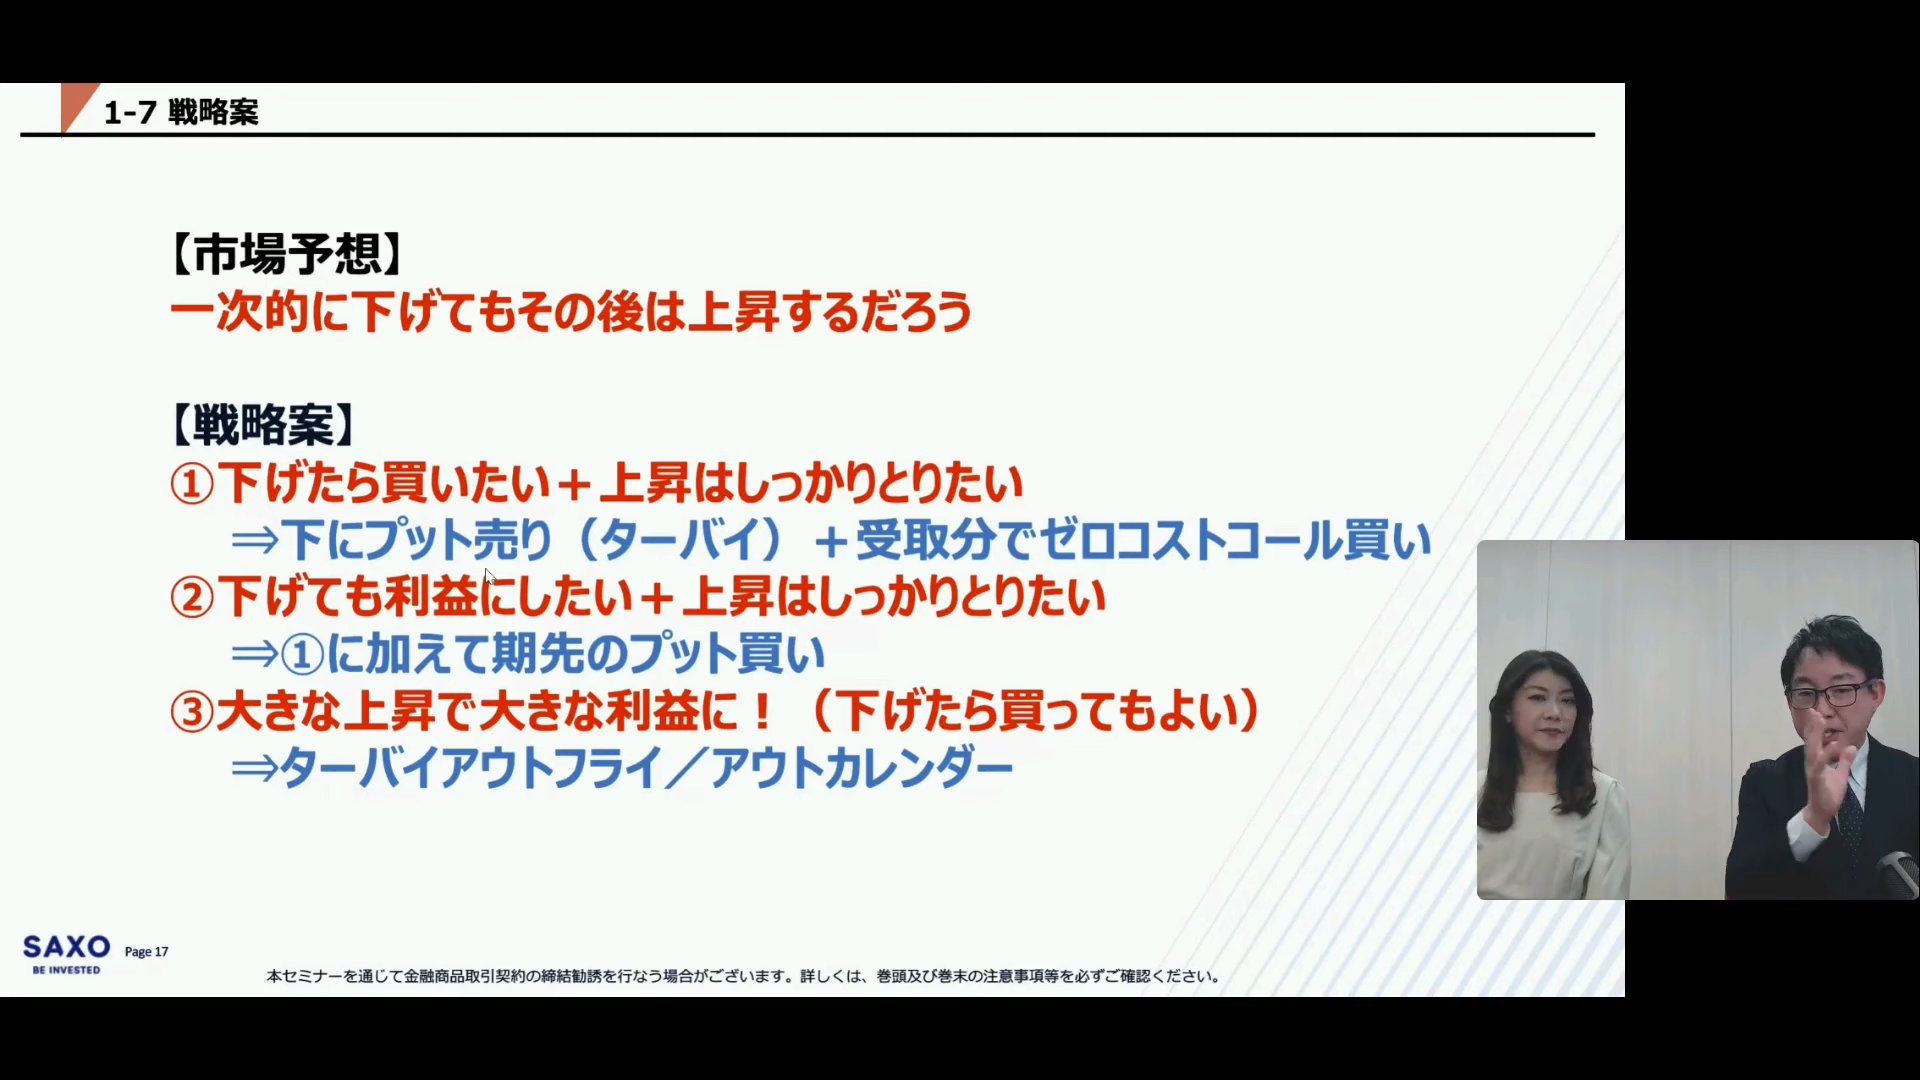 1-7 戦略案
【市場予想】
一次的に下げてもその後は上昇するだろう
【戦略案】
①下げたら買いたい＋上昇はしっかりとりたい
⇒下にプット売り（ターバイ）＋受取分でゼロコストコール買い
②下げても利益にしたい＋上昇はしっかりとりたい
⇒①に加えて期先のプット買い
③大きな上昇で大きな利益に！（下げたら買ってもよい）
⇒ターバイアウトフライ／アウトカレンダー
SAXO
BE INVESTED
Page 17
本セミナーを通じて金融商品取引契約の締結勧誘を行なう場合がございます。詳しくは、巻頭及び巻末の注意事項等を必ずご確認ください。